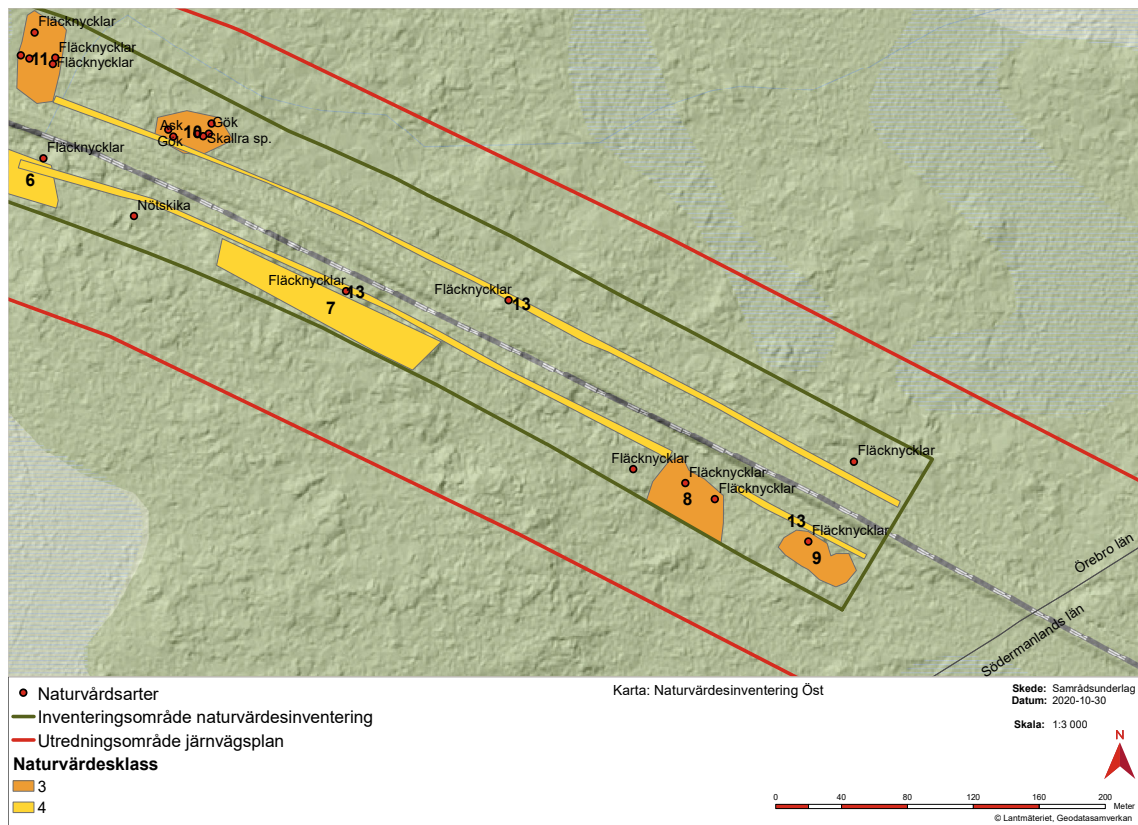 Fläcknycklar
Fläcknycklar
11
Fläcknycklar
Ask
10
Gök
Gök
Skallra sp.
Fläcknycklar
6
Nötskika
Fläcknycklar
13
7
Fläcknycklar
13
Fläcknycklar
Fläcknycklar
Fläcknycklar
8
Fläcknycklar
13
Fläcknycklar
9
Örebro län
Södermanlands län
Naturvårdsarter
Inventeringsområde naturvärdesinventering
Utredningsområde järnvägsplan
Naturvärdesklass
3
4
Karta: Naturvärdesinventering Öst
Skede: Samrådsunderlag
Datum: 2020-10-30
Skala: 1:3 000
N
0 40 80 120 160 200
Meter
© Lantmäteriet, Geodatasamverkan